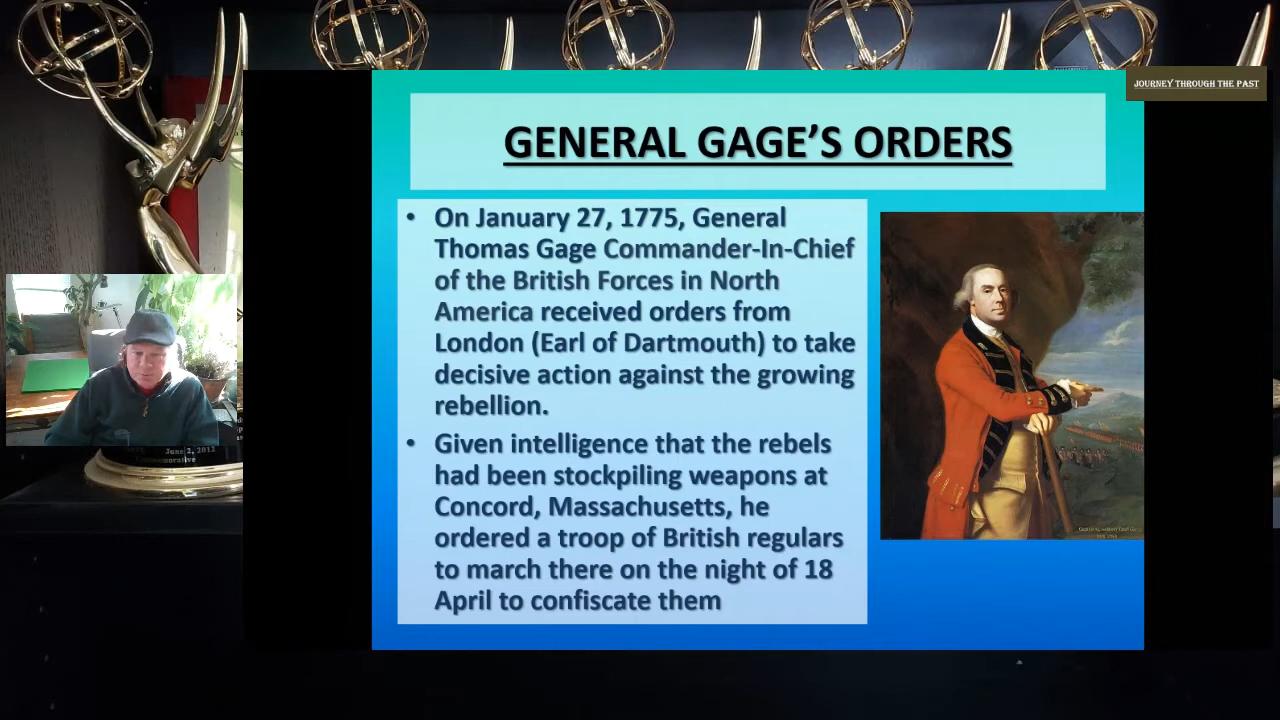 JOURNEY THROUGH THE PAST
GENERAL GAGE’S ORDERS
• On January 27, 1775, General
Thomas Gage Commander-In-Chief
of the British Forces in North
America received orders from
London (Earl of Dartmouth) to take
decisive action against the growing
rebellion.
• Given intelligence that the rebels
had been stockpiling weapons at
Concord, Massachusetts, he
ordered a troop of British regulars
to march there on the night of 18
April to confiscate them
June 2, 2012